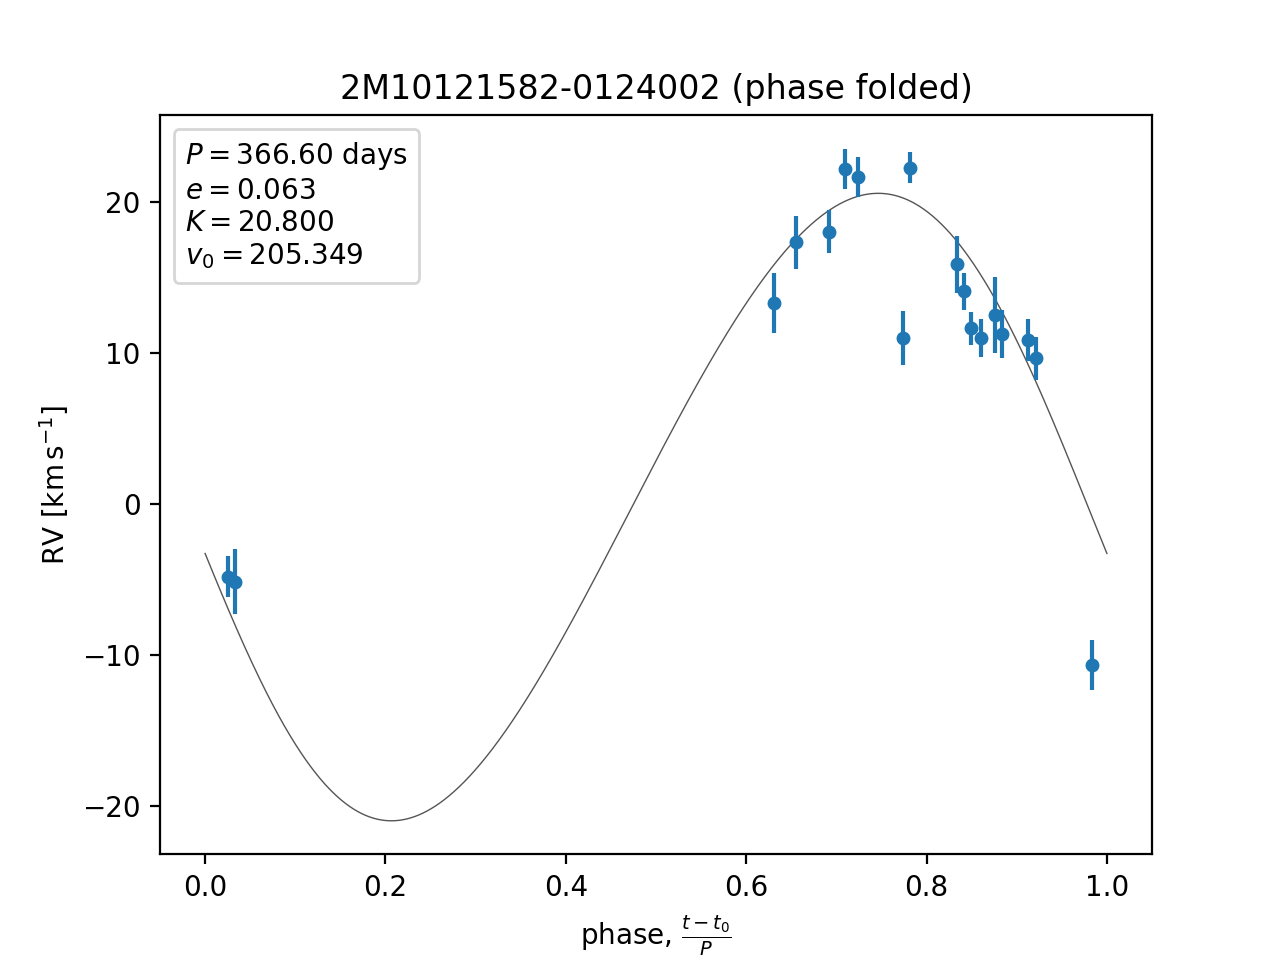 2M10121582-0124002 (phase folded)
P = 366.60 days
e = 0.063
K = 20.800
v₀ = 205.349
20
10
0
−10
−20
RV [km s⁻¹]
0.0 0.2 0.4 0.6 0.8 1.0
phase, (t − t₀)/P